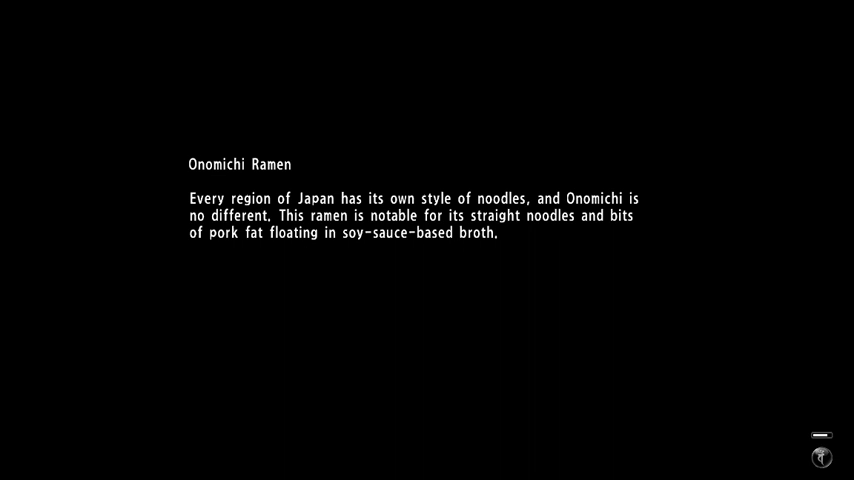 Onomichi Ramen
Every region of Japan has its own style of noodles, and Onomichi is
no different. This ramen is notable for its straight noodles and bits
of pork fat floating in soy-sauce-based broth.